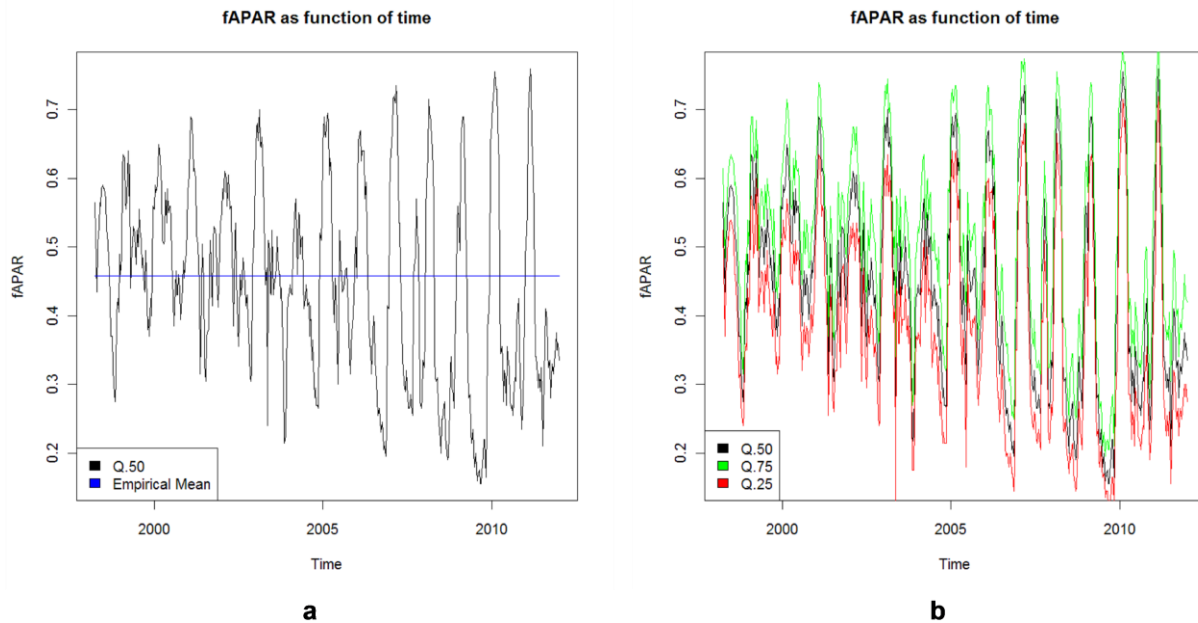 fAPAR as function of time
fAPAR
0.7
0.6
0.5
0.4
0.3
0.2
Q.50
Empirical Mean
2000
2005
2010
Time
a
fAPAR as function of time
fAPAR
0.7
0.6
0.5
0.4
0.3
0.2
Q.50
Q.75
Q.25
2000
2005
2010
Time
b